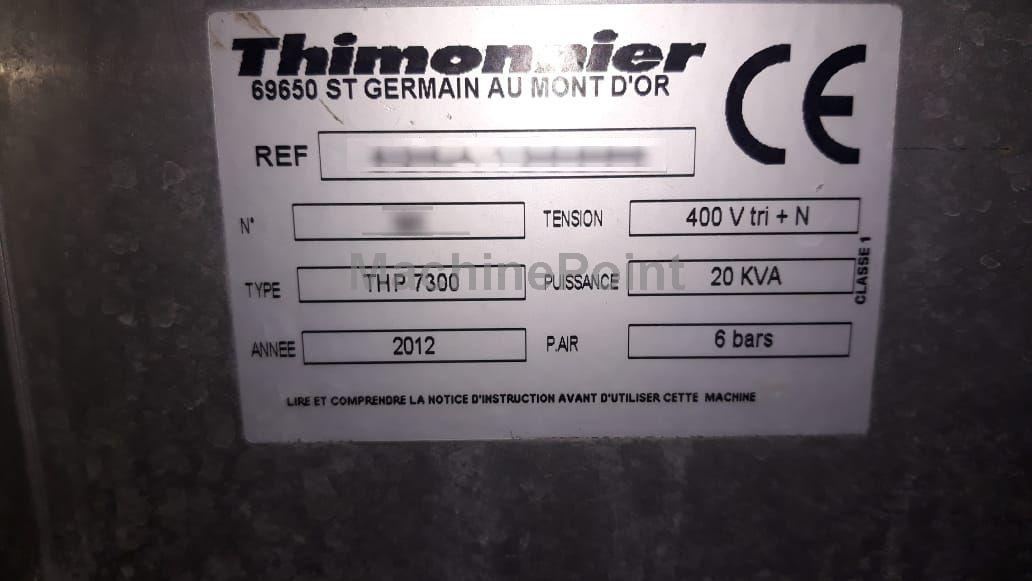 Thimonnier
69650 ST GERMAIN AU MONT D'OR
CE
REF
N° TENSION 400 V tri + N
TYPE THP 7300 PUISSANCE 20 KVA
CLASSE 1
MachinePoint
ANNEE 2012 P.AIR 6 bars
LIRE ET COMPRENDRE LA NOTICE D'INSTRUCTION AVANT D'UTILISER CETTE MACHINE